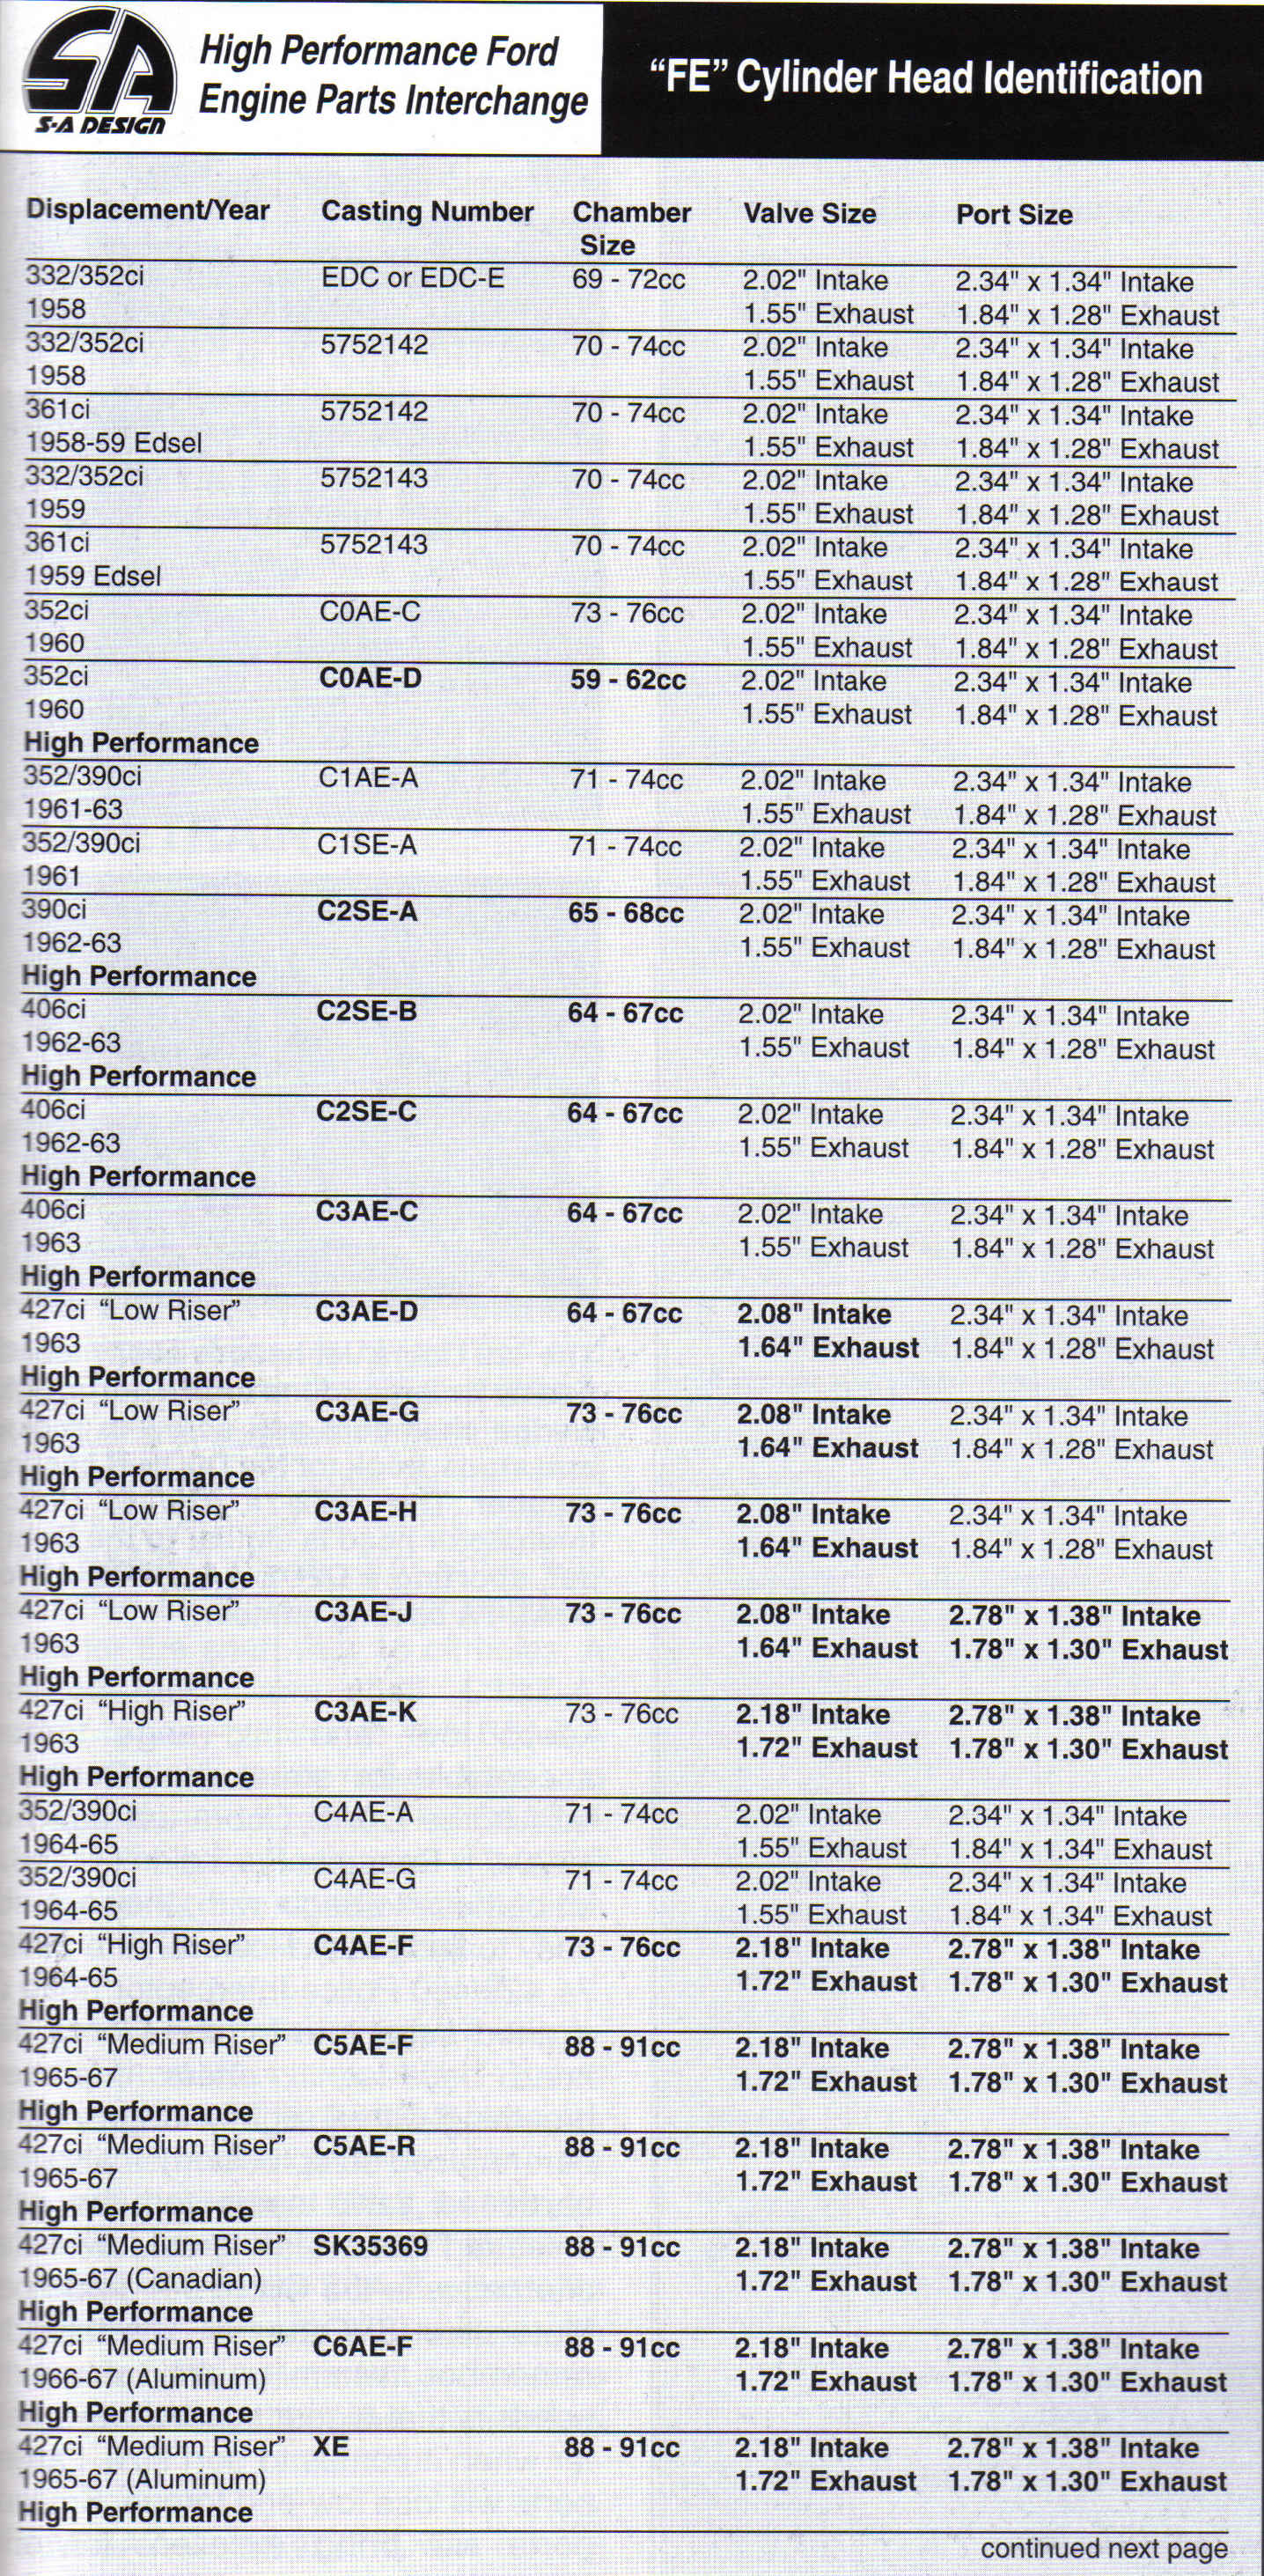 SA
S-A DESIGN
High Performance Ford
Engine Parts Interchange
“FE” Cylinder Head Identification
Displacement/Year Casting Number Chamber Valve Size Port Size
Size
332/352ci EDC or EDC-E 69 - 72cc 2.02" Intake 2.34" x 1.34" Intake
1958 1.55" Exhaust 1.84" x 1.28" Exhaust
332/352ci 5752142 70 - 74cc 2.02" Intake 2.34" x 1.34" Intake
1958 1.55" Exhaust 1.84" x 1.28" Exhaust
361ci 5752142 70 - 74cc 2.02" Intake 2.34" x 1.34" Intake
1958-59 Edsel 1.55" Exhaust 1.84" x 1.28" Exhaust
332/352ci 5752143 70 - 74cc 2.02" Intake 2.34" x 1.34" Intake
1959 1.55" Exhaust 1.84" x 1.28" Exhaust
361ci 5752143 70 - 74cc 2.02" Intake 2.34" x 1.34" Intake
1959 Edsel 1.55" Exhaust 1.84" x 1.28" Exhaust
352ci C0AE-C 73 - 76cc 2.02" Intake 2.34" x 1.34" Intake
1960 1.55" Exhaust 1.84" x 1.28" Exhaust
352ci C0AE-D 59 - 62cc 2.02" Intake 2.34" x 1.34" Intake
1960 1.55" Exhaust 1.84" x 1.28" Exhaust
High Performance
352/390ci C1AE-A 71 - 74cc 2.02" Intake 2.34" x 1.34" Intake
1961-63 1.55" Exhaust 1.84" x 1.28" Exhaust
352/390ci C1SE-A 71 - 74cc 2.02" Intake 2.34" x 1.34" Intake
1961 1.55" Exhaust 1.84" x 1.28" Exhaust
390ci C2SE-A 65 - 68cc 2.02" Intake 2.34" x 1.34" Intake
1962-63 1.55" Exhaust 1.84" x 1.28" Exhaust
High Performance
406ci C2SE-B 64 - 67cc 2.02" Intake 2.34" x 1.34" Intake
1962-63 1.55" Exhaust 1.84" x 1.28" Exhaust
High Performance
406ci C2SE-C 64 - 67cc 2.02" Intake 2.34" x 1.34" Intake
1962-63 1.55" Exhaust 1.84" x 1.28" Exhaust
High Performance
406ci C3AE-C 64 - 67cc 2.02" Intake 2.34" x 1.34" Intake
1963 1.55" Exhaust 1.84" x 1.28" Exhaust
High Performance
427ci “Low Riser” C3AE-D 64 - 67cc 2.08" Intake 2.34" x 1.34" Intake
1963 1.64" Exhaust 1.84" x 1.28" Exhaust
High Performance
427ci “Low Riser” C3AE-G 73 - 76cc 2.08" Intake 2.34" x 1.34" Intake
1963 1.64" Exhaust 1.84" x 1.28" Exhaust
High Performance
427ci “Low Riser” C3AE-H 73 - 76cc 2.08" Intake 2.34" x 1.34" Intake
1963 1.64" Exhaust 1.84" x 1.28" Exhaust
High Performance
427ci “Low Riser” C3AE-J 73 - 76cc 2.08" Intake 2.78" x 1.38" Intake
1963 1.64" Exhaust 1.78" x 1.30" Exhaust
High Performance
427ci “High Riser” C3AE-K 73 - 76cc 2.18" Intake 2.78" x 1.38" Intake
1963 1.72" Exhaust 1.78" x 1.30" Exhaust
High Performance
352/390ci C4AE-A 71 - 74cc 2.02" Intake 2.34" x 1.34" Intake
1964-65 1.55" Exhaust 1.84" x 1.34" Exhaust
352/390ci C4AE-G 71 - 74cc 2.02" Intake 2.34" x 1.34" Intake
1964-65 1.55" Exhaust 1.84" x 1.34" Exhaust
427ci “High Riser” C4AE-F 73 - 76cc 2.18" Intake 2.78" x 1.38" Intake
1964-65 1.72" Exhaust 1.78" x 1.30" Exhaust
High Performance
427ci “Medium Riser” C5AE-F 88 - 91cc 2.18" Intake 2.78" x 1.38" Intake
1965-67 1.72" Exhaust 1.78" x 1.30" Exhaust
High Performance
427ci “Medium Riser” C5AE-R 88 - 91cc 2.18" Intake 2.78" x 1.38" Intake
1965-67 1.72" Exhaust 1.78" x 1.30" Exhaust
High Performance
427ci “Medium Riser” SK35369 88 - 91cc 2.18" Intake 2.78" x 1.38" Intake
1965-67 (Canadian) 1.72" Exhaust 1.78" x 1.30" Exhaust
High Performance
427ci “Medium Riser” C6AE-F 88 - 91cc 2.18" Intake 2.78" x 1.38" Intake
1966-67 (Aluminum) 1.72" Exhaust 1.78" x 1.30" Exhaust
High Performance
427ci “Medium Riser” XE 88 - 91cc 2.18" Intake 2.78" x 1.38" Intake
1965-67 (Aluminum) 1.72" Exhaust 1.78" x 1.30" Exhaust
High Performance
continued next page